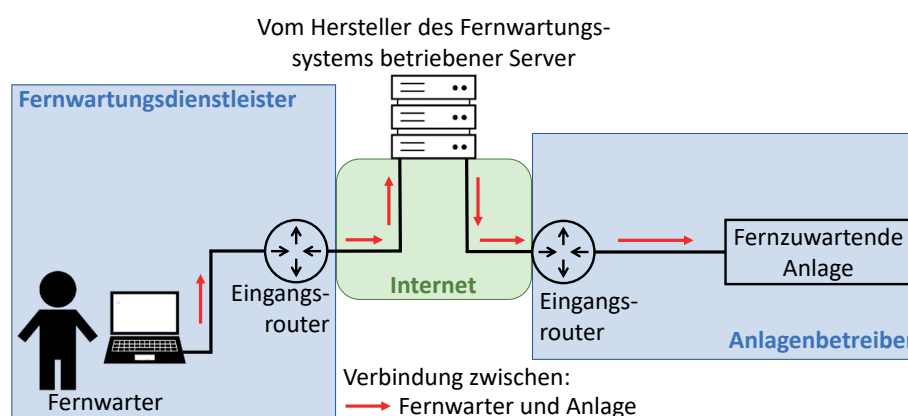 Vom Hersteller des Fernwartungs-
systems betriebener Server
Fernwartungsdienstleister
Eingangs-
router
Fernwarter
Internet
Eingangs-
router
Fernzuwartende
Anlage
Anlagenbetreiber
Verbindung zwischen:
Fernwarter und Anlage